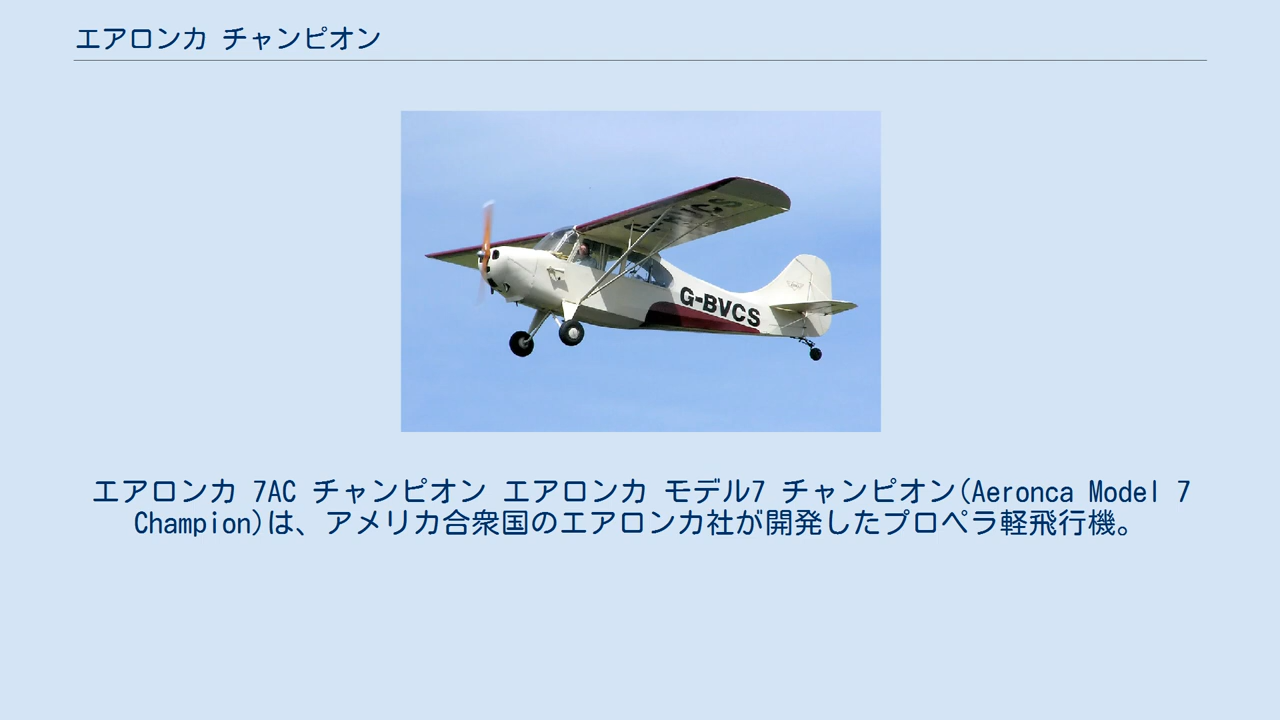 エアロンカ チャンピオン
G-BVCS
エアロンカ 7AC チャンピオン エアロンカ モデル7 チャンピオン(Aeronca Model 7
Champion)は、アメリカ合衆国のエアロンカ社が開発したプロペラ軽飛行機。